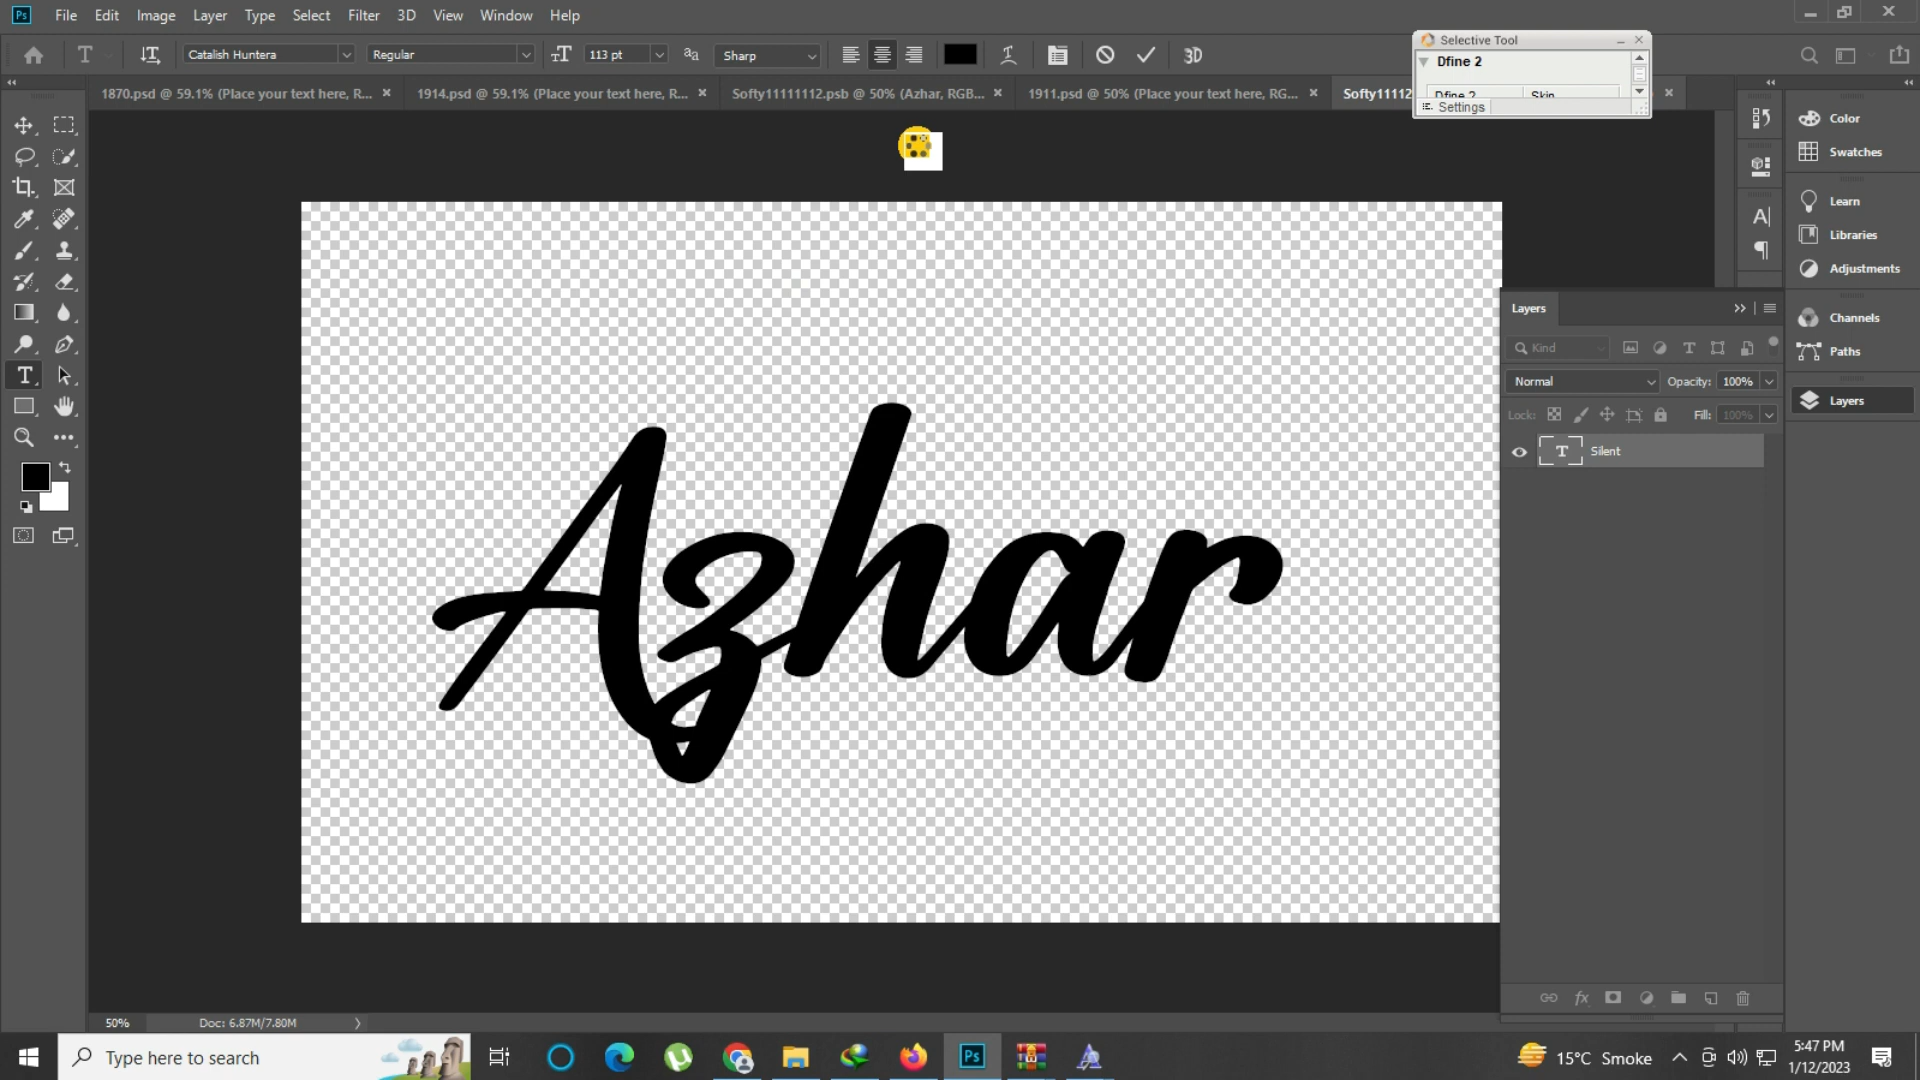 File Edit Image Layer Type Select Filter 3D View Window Help
Catalish Huntera Regular 113 pt Sharp 3D
Selective Tool
Dfine 2
Dfine 2 Skin
Settings
1870.psd @ 59.1% (Place your text here, R... 1914.psd @ 59.1% (Place your text here, R... Softy11111112.psb @ 50% (Azhar, RGB... 1911.psd @ 50% (Place your text here, RG... Softy11112
Color
Swatches
Learn
Libraries
Adjustments
Channels
Paths
Layers
Layers
Kind
Normal Opacity: 100%
Lock: Fill: 100%
Silent
Azhar
50% Doc: 6.87M/7.80M
Type here to search
15°C Smoke
5:47 PM
1/12/2023